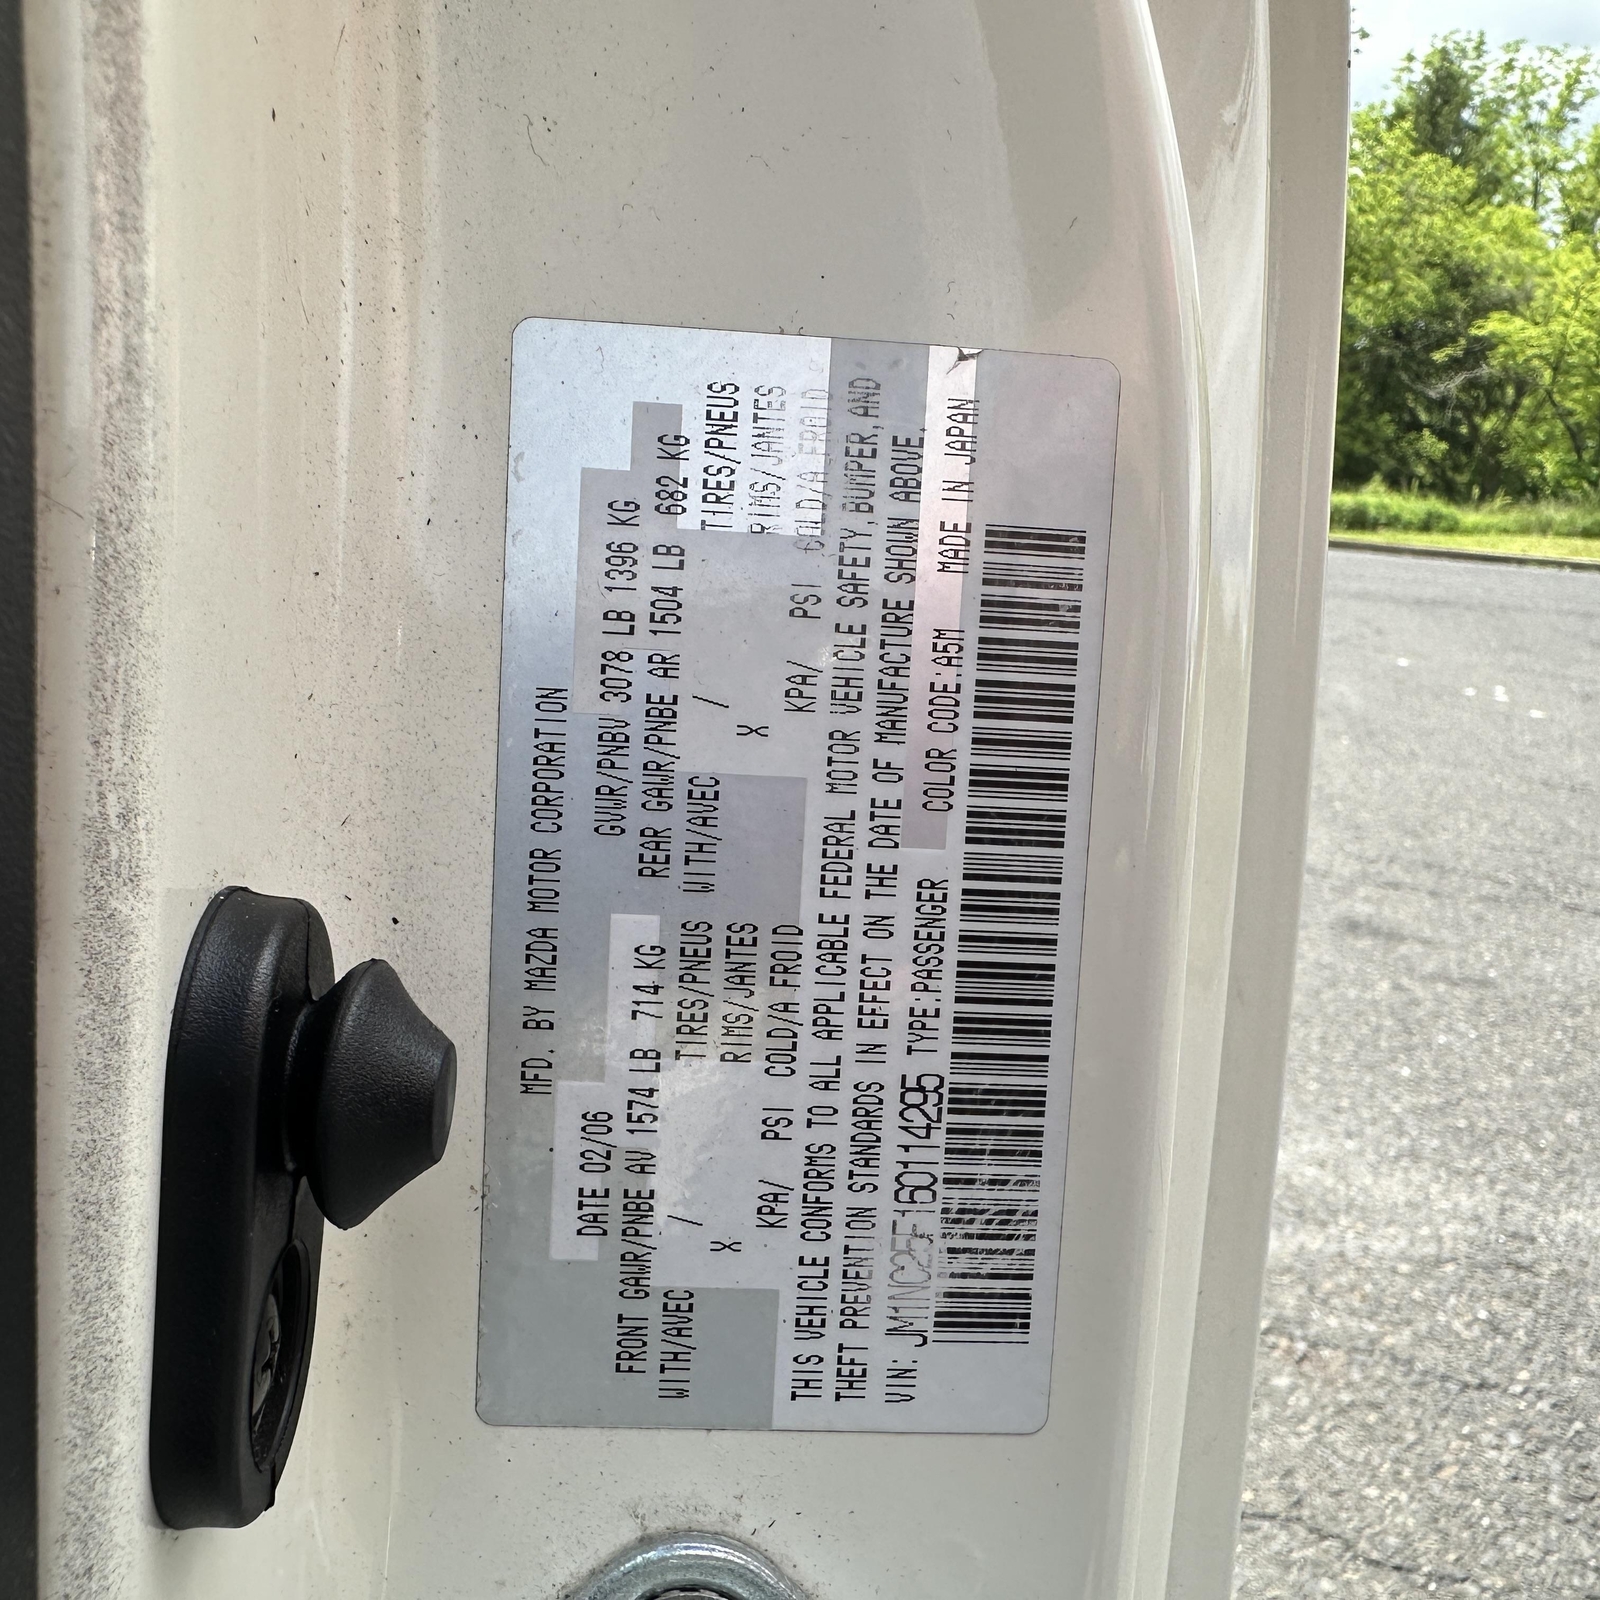 MFD. BY MAZDA MOTOR CORPORATION
DATE 02/06 GVWR/PNBV 3078 LB 1396 KG
FRONT GAWR/PNBE AV 1574 LB 714 KG REAR GAWR/PNBE AR 1504 LB 682 KG
WITH/AVEC / TIRES/PNEUS WITH/AVEC / TIRES/PNEUS
X RIMS/JANTES X RIMS/JANTES
KPA/ PSI COLD/A FROID KPA/ PSI COLD/A FROID
THIS VEHICLE CONFORMS TO ALL APPLICABLE FEDERAL MOTOR VEHICLE SAFETY,BUMPER,AND
THEFT PREVENTION STANDARDS IN EFFECT ON THE DATE OF MANUFACTURE SHOWN ABOVE.
VIN: JM1NC25F160114295 TYPE:PASSENGER COLOR CODE:A5M MADE IN JAPAN